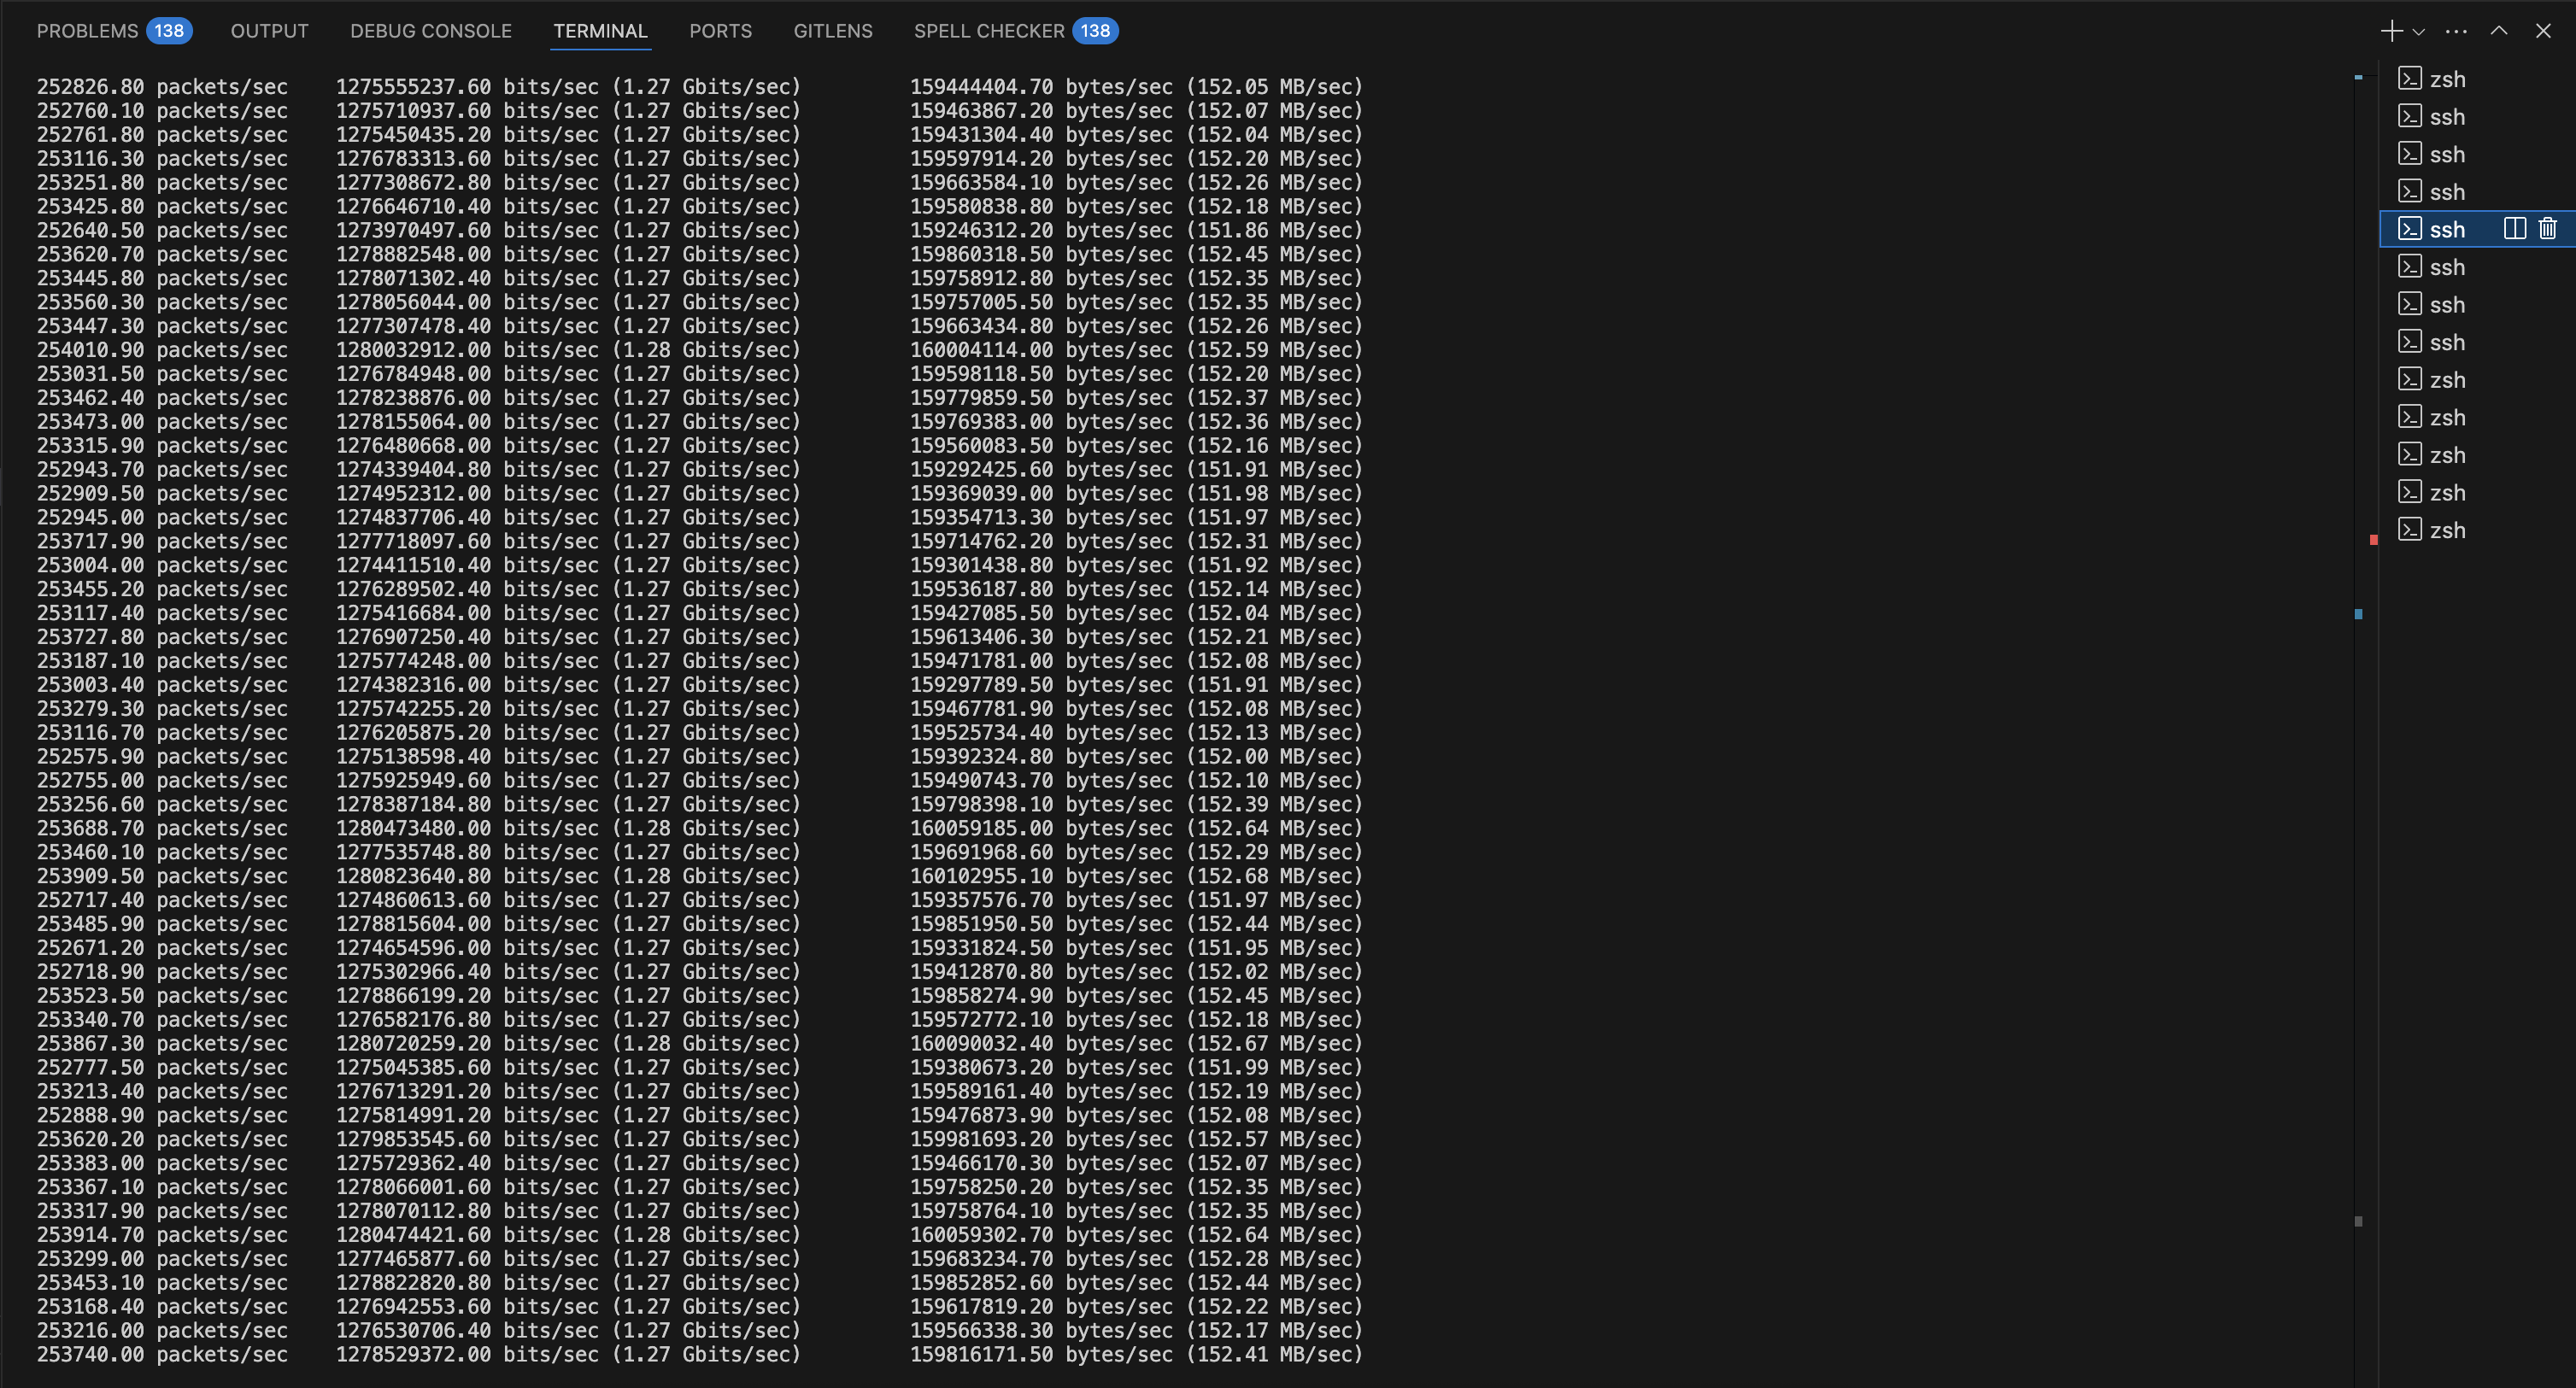 PROBLEMS 138 OUTPUT DEBUG CONSOLE TERMINAL PORTS GITLENS SPELL CHECKER 138
252826.80 packets/sec 1275555237.60 bits/sec (1.27 Gbits/sec) 159444404.70 bytes/sec (152.05 MB/sec)
252760.10 packets/sec 1275710937.60 bits/sec (1.27 Gbits/sec) 159463867.20 bytes/sec (152.07 MB/sec)
252761.80 packets/sec 1275450435.20 bits/sec (1.27 Gbits/sec) 159431304.40 bytes/sec (152.04 MB/sec)
253116.30 packets/sec 1276783313.60 bits/sec (1.27 Gbits/sec) 159597914.20 bytes/sec (152.20 MB/sec)
253251.80 packets/sec 1277308672.80 bits/sec (1.27 Gbits/sec) 159663584.10 bytes/sec (152.26 MB/sec)
253425.80 packets/sec 1276646710.40 bits/sec (1.27 Gbits/sec) 159580838.80 bytes/sec (152.18 MB/sec)
252640.50 packets/sec 1273970497.60 bits/sec (1.27 Gbits/sec) 159246312.20 bytes/sec (151.86 MB/sec)
253620.70 packets/sec 1278882548.00 bits/sec (1.27 Gbits/sec) 159860318.50 bytes/sec (152.45 MB/sec)
253445.80 packets/sec 1278071302.40 bits/sec (1.27 Gbits/sec) 159758912.80 bytes/sec (152.35 MB/sec)
253560.30 packets/sec 1278056044.00 bits/sec (1.27 Gbits/sec) 159757005.50 bytes/sec (152.35 MB/sec)
253447.30 packets/sec 1277307478.40 bits/sec (1.27 Gbits/sec) 159663434.80 bytes/sec (152.26 MB/sec)
254010.90 packets/sec 1280032912.00 bits/sec (1.28 Gbits/sec) 160004114.00 bytes/sec (152.59 MB/sec)
253031.50 packets/sec 1276784948.00 bits/sec (1.27 Gbits/sec) 159598118.50 bytes/sec (152.20 MB/sec)
253462.40 packets/sec 1278238876.00 bits/sec (1.27 Gbits/sec) 159779859.50 bytes/sec (152.37 MB/sec)
253473.00 packets/sec 1278155064.00 bits/sec (1.27 Gbits/sec) 159769383.00 bytes/sec (152.36 MB/sec)
253315.90 packets/sec 1276480668.00 bits/sec (1.27 Gbits/sec) 159560083.50 bytes/sec (152.16 MB/sec)
252943.70 packets/sec 1274339404.80 bits/sec (1.27 Gbits/sec) 159292425.60 bytes/sec (151.91 MB/sec)
252909.50 packets/sec 1274952312.00 bits/sec (1.27 Gbits/sec) 159369039.00 bytes/sec (151.98 MB/sec)
252945.00 packets/sec 1274837706.40 bits/sec (1.27 Gbits/sec) 159354713.30 bytes/sec (151.97 MB/sec)
253717.90 packets/sec 1277718097.60 bits/sec (1.27 Gbits/sec) 159714762.20 bytes/sec (152.31 MB/sec)
253004.00 packets/sec 1274411510.40 bits/sec (1.27 Gbits/sec) 159301438.80 bytes/sec (151.92 MB/sec)
253455.20 packets/sec 1276289502.40 bits/sec (1.27 Gbits/sec) 159536187.80 bytes/sec (152.14 MB/sec)
253117.40 packets/sec 1275416684.00 bits/sec (1.27 Gbits/sec) 159427085.50 bytes/sec (152.04 MB/sec)
253727.80 packets/sec 1276907250.40 bits/sec (1.27 Gbits/sec) 159613406.30 bytes/sec (152.21 MB/sec)
253187.10 packets/sec 1275774248.00 bits/sec (1.27 Gbits/sec) 159471781.00 bytes/sec (152.08 MB/sec)
253003.40 packets/sec 1274382316.00 bits/sec (1.27 Gbits/sec) 159297789.50 bytes/sec (151.91 MB/sec)
253279.30 packets/sec 1275742255.20 bits/sec (1.27 Gbits/sec) 159467781.90 bytes/sec (152.08 MB/sec)
253116.70 packets/sec 1276205875.20 bits/sec (1.27 Gbits/sec) 159525734.40 bytes/sec (152.13 MB/sec)
252575.90 packets/sec 1275138598.40 bits/sec (1.27 Gbits/sec) 159392324.80 bytes/sec (152.00 MB/sec)
252755.00 packets/sec 1275925949.60 bits/sec (1.27 Gbits/sec) 159490743.70 bytes/sec (152.10 MB/sec)
253256.60 packets/sec 1278387184.80 bits/sec (1.27 Gbits/sec) 159798398.10 bytes/sec (152.39 MB/sec)
253688.70 packets/sec 1280473480.00 bits/sec (1.28 Gbits/sec) 160059185.00 bytes/sec (152.64 MB/sec)
253460.10 packets/sec 1277535748.80 bits/sec (1.27 Gbits/sec) 159691968.60 bytes/sec (152.29 MB/sec)
253909.50 packets/sec 1280823640.80 bits/sec (1.28 Gbits/sec) 160102955.10 bytes/sec (152.68 MB/sec)
252717.40 packets/sec 1274860613.60 bits/sec (1.27 Gbits/sec) 159357576.70 bytes/sec (151.97 MB/sec)
253485.90 packets/sec 1278815604.00 bits/sec (1.27 Gbits/sec) 159851950.50 bytes/sec (152.44 MB/sec)
252671.20 packets/sec 1274654596.00 bits/sec (1.27 Gbits/sec) 159331824.50 bytes/sec (151.95 MB/sec)
252718.90 packets/sec 1275302966.40 bits/sec (1.27 Gbits/sec) 159412870.80 bytes/sec (152.02 MB/sec)
253523.50 packets/sec 1278866199.20 bits/sec (1.27 Gbits/sec) 159858274.90 bytes/sec (152.45 MB/sec)
253340.70 packets/sec 1276582176.80 bits/sec (1.27 Gbits/sec) 159572772.10 bytes/sec (152.18 MB/sec)
253867.30 packets/sec 1280720259.20 bits/sec (1.28 Gbits/sec) 160090032.40 bytes/sec (152.67 MB/sec)
252777.50 packets/sec 1275045385.60 bits/sec (1.27 Gbits/sec) 159380673.20 bytes/sec (151.99 MB/sec)
253213.40 packets/sec 1276713291.20 bits/sec (1.27 Gbits/sec) 159589161.40 bytes/sec (152.19 MB/sec)
252888.90 packets/sec 1275814991.20 bits/sec (1.27 Gbits/sec) 159476873.90 bytes/sec (152.08 MB/sec)
253620.20 packets/sec 1279853545.60 bits/sec (1.27 Gbits/sec) 159981693.20 bytes/sec (152.57 MB/sec)
253383.00 packets/sec 1275729362.40 bits/sec (1.27 Gbits/sec) 159466170.30 bytes/sec (152.07 MB/sec)
253367.10 packets/sec 1278066001.60 bits/sec (1.27 Gbits/sec) 159758250.20 bytes/sec (152.35 MB/sec)
253317.90 packets/sec 1278070112.80 bits/sec (1.27 Gbits/sec) 159758764.10 bytes/sec (152.35 MB/sec)
253914.70 packets/sec 1280474421.60 bits/sec (1.28 Gbits/sec) 160059302.70 bytes/sec (152.64 MB/sec)
253299.00 packets/sec 1277465877.60 bits/sec (1.27 Gbits/sec) 159683234.70 bytes/sec (152.28 MB/sec)
253453.10 packets/sec 1278822820.80 bits/sec (1.27 Gbits/sec) 159852852.60 bytes/sec (152.44 MB/sec)
253168.40 packets/sec 1276942553.60 bits/sec (1.27 Gbits/sec) 159617819.20 bytes/sec (152.22 MB/sec)
253216.00 packets/sec 1276530706.40 bits/sec (1.27 Gbits/sec) 159566338.30 bytes/sec (152.17 MB/sec)
253740.00 packets/sec 1278529372.00 bits/sec (1.27 Gbits/sec) 159816171.50 bytes/sec (152.41 MB/sec)
zsh
ssh
ssh
ssh
ssh
ssh
ssh
ssh
zsh
zsh
zsh
zsh
zsh